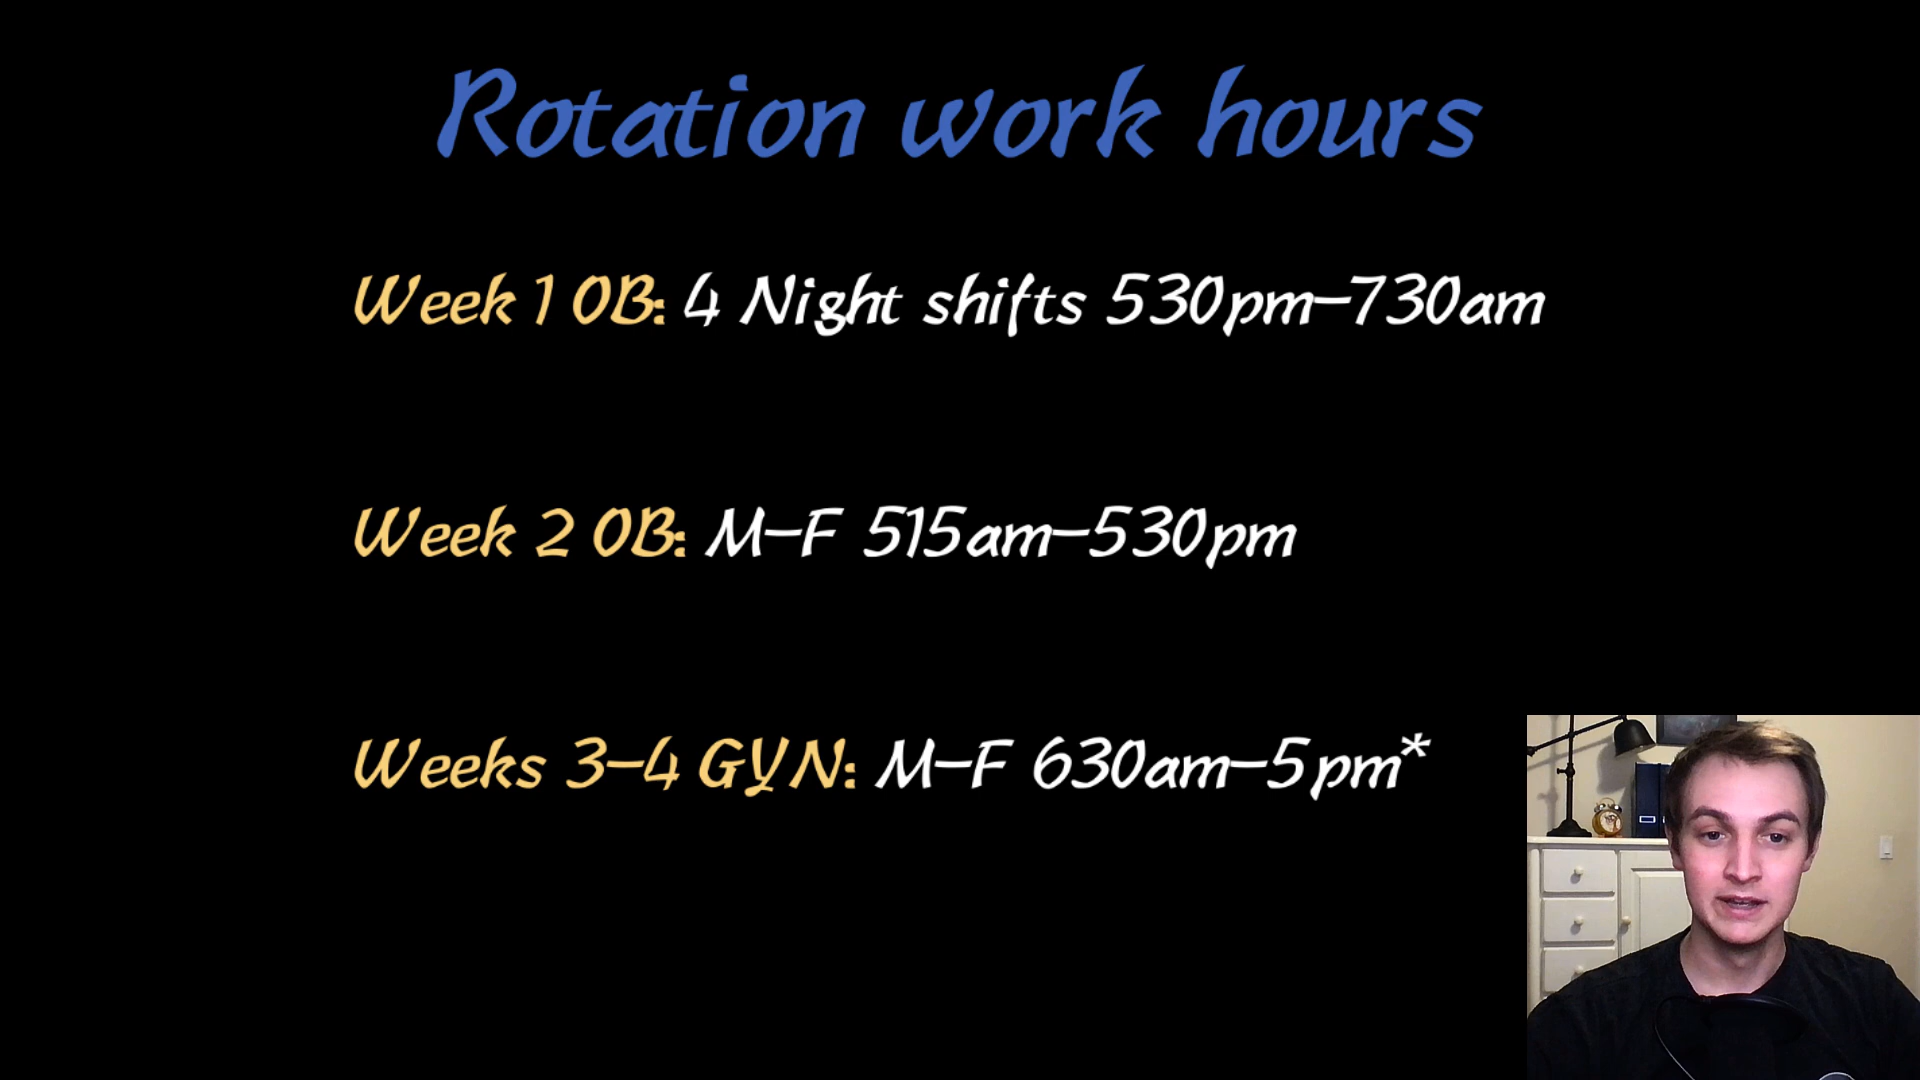 Rotation work hours
Week 1 OB: 4 Night shifts 530pm-730am
Week 2 OB: M-F 515am-530pm
Weeks 3-4 GYN: M-F 630am-5pm*